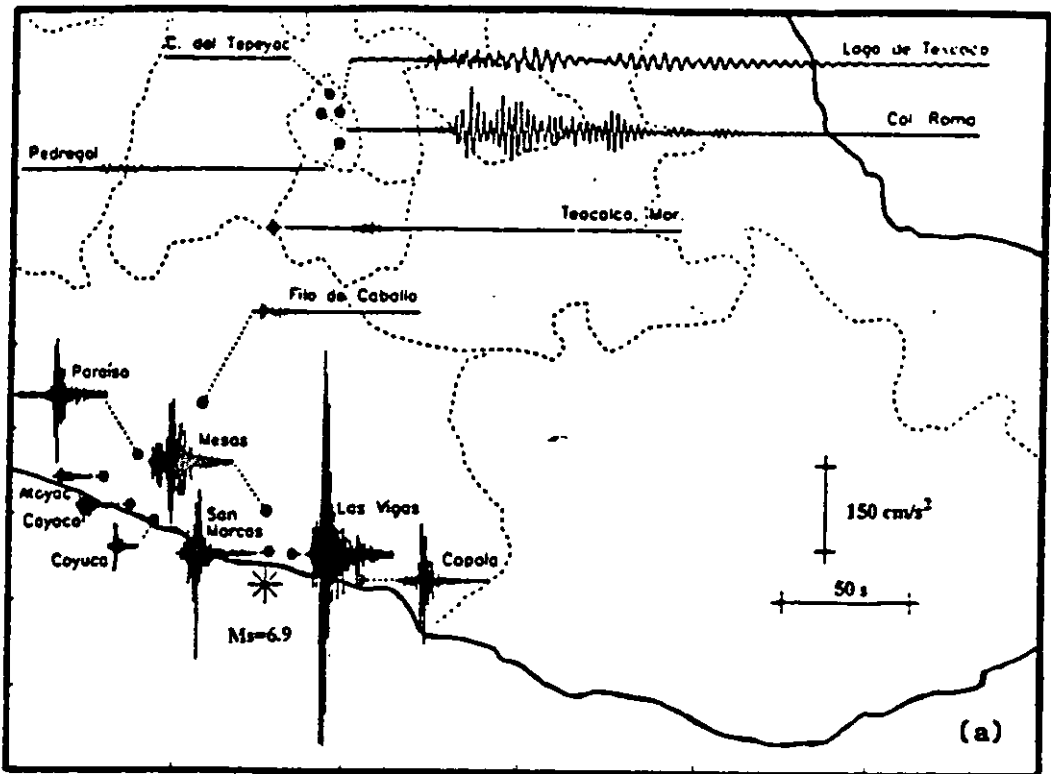 C. del Tepeyac
Lago de Texcoco
Col Roma
Pedregal
Teacalco, Mor.
Filo de Caballo
Paraiso
Mesas
Atoyac
Cayaco
Coyuca
San
Marcos
Las Vigas
Copala
150 cm/s²
50 s
Ms=6.9
(a)